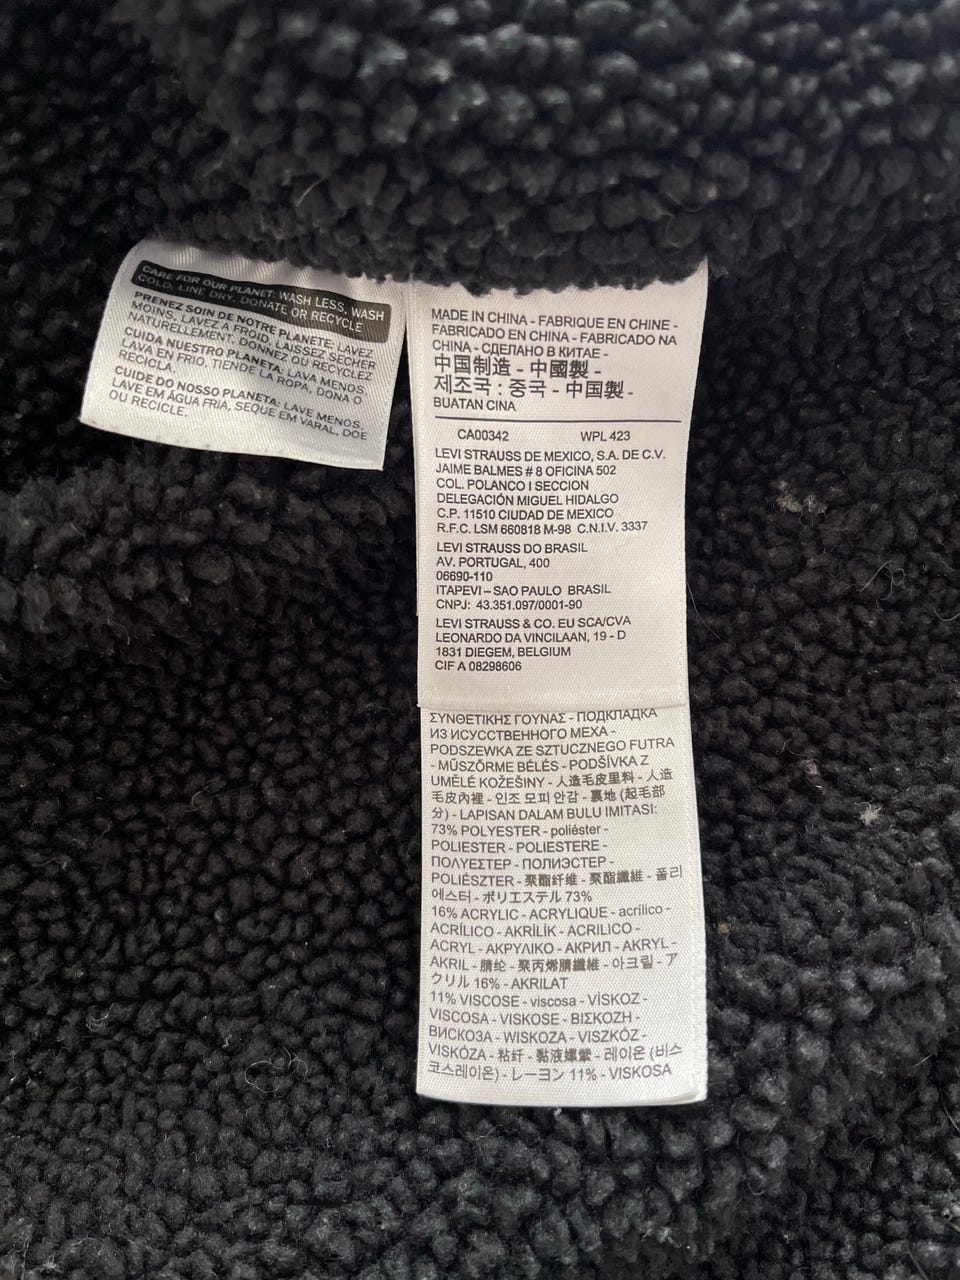 CARE FOR OUR PLANET: WASH LESS, WASH
COLD, LINE DRY, DONATE OR RECYCLE
PRENEZ SOIN DE NOTRE PLANETE: LAVEZ
MOINS, LAVEZ A FROID, LAISSEZ SECHER
NATURELLEMENT, DONNEZ OU RECYCLEZ
CUIDA NUESTRO PLANETA: LAVA MENOS,
LAVA EN FRIO, TIENDE LA ROPA, DONA O
RECICLA.
CUIDE DO NOSSO PLANETA: LAVE MENOS,
LAVE EM ÁGUA FRIA, SEQUE EM VARAL, DOE
OU RECICLE.
MADE IN CHINA - FABRIQUE EN CHINE -
FABRICADO EN CHINA - FABRICADO NA
CHINA - СДЕЛАНО В КИТАЕ -
中国制造 - 中國製 -
제조국 : 중국 - 中国製 -
BUATAN CINA
CA00342 WPL 423
LEVI STRAUSS DE MEXICO, S.A. DE C.V.
JAIME BALMES # 8 OFICINA 502
COL. POLANCO I SECCION
DELEGACIÓN MIGUEL HIDALGO
C.P. 11510 CIUDAD DE MEXICO
R.F.C. LSM 660818 M-98 C.N.I.V. 3337
LEVI STRAUSS DO BRASIL
AV. PORTUGAL, 400
06690-110
ITAPEVI – SAO PAULO BRASIL
CNPJ: 43.351.097/0001-90
LEVI STRAUSS & CO. EU SCA/CVA
LEONARDO DA VINCILAAN, 19 - D
1831 DIEGEM, BELGIUM
CIF A 08298606
ΣΥΝΘΕΤΙΚΗΣ ΓΟΥΝΑΣ - ПОДКЛАДКА
ИЗ ИСУССТВЕННОГО МЕХА -
PODSZEWKA ZE SZTUCZNEGO FUTRA
- MŰSZŐRME BÉLÉS - PODŠÍVKA Z
UMĚLÉ KOŽEŠINY - 人造毛皮里料 - 人造
毛皮內裡 - 인조 모피 안감 - 裏地 (起毛部
分) - LAPISAN DALAM BULU IMITASI:
73% POLYESTER - poliéster -
POLIESTER - POLIESTERE -
ΠΟΛΥΕΣΤΕΡ - ПОЛИЭСТЕР -
POLIÉSZTER - 聚酯纤维 - 聚酯纖維 - 폴리
에스터 - ポリエステル 73%
16% ACRYLIC - ACRYLIQUE - acrílico -
ACRÍLICO - AKRİLİK - ACRILICO -
ACRYL - ΑΚΡΥΛΙΚΟ - АКРИЛ - AKRYL -
AKRIL - 腈纶 - 聚丙烯腈纖維 - 아크릴 - ア
クリル 16% - AKRILAT
11% VISCOSE - viscosa - VİSKOZ -
VISCOSA - VISKOSE - ΒΙΣΚΟΖΗ -
ВИСКОЗА - WISKOZA - VISZKÓZ -
VISKÓZA - 粘纤 - 黏液嫘縈 - 레이온 (비스
코스레이온) - レーヨン 11% - VISKOSA